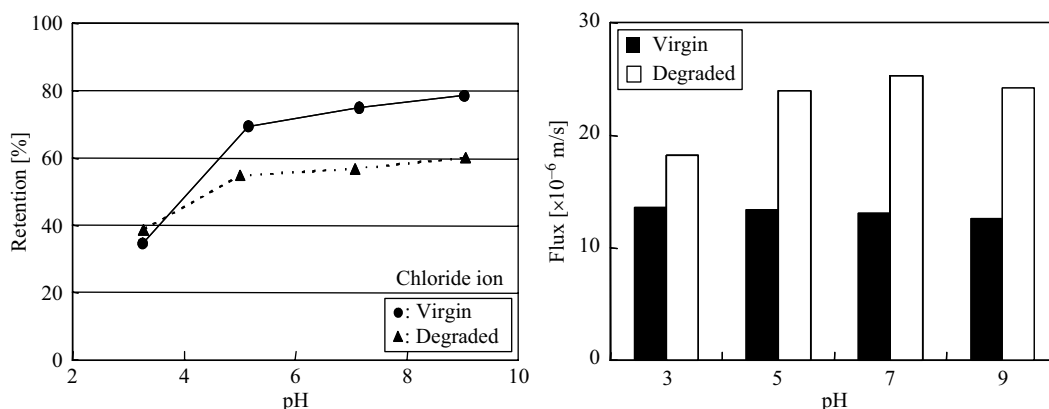 100
80
60
40
20
0
Retention [%]
Chloride ion
●: Virgin
▲: Degraded
2 4 6 8 10
pH
30
20
10
0
Flux [×10⁻⁶ m/s]
Virgin
Degraded
3 5 7 9
pH